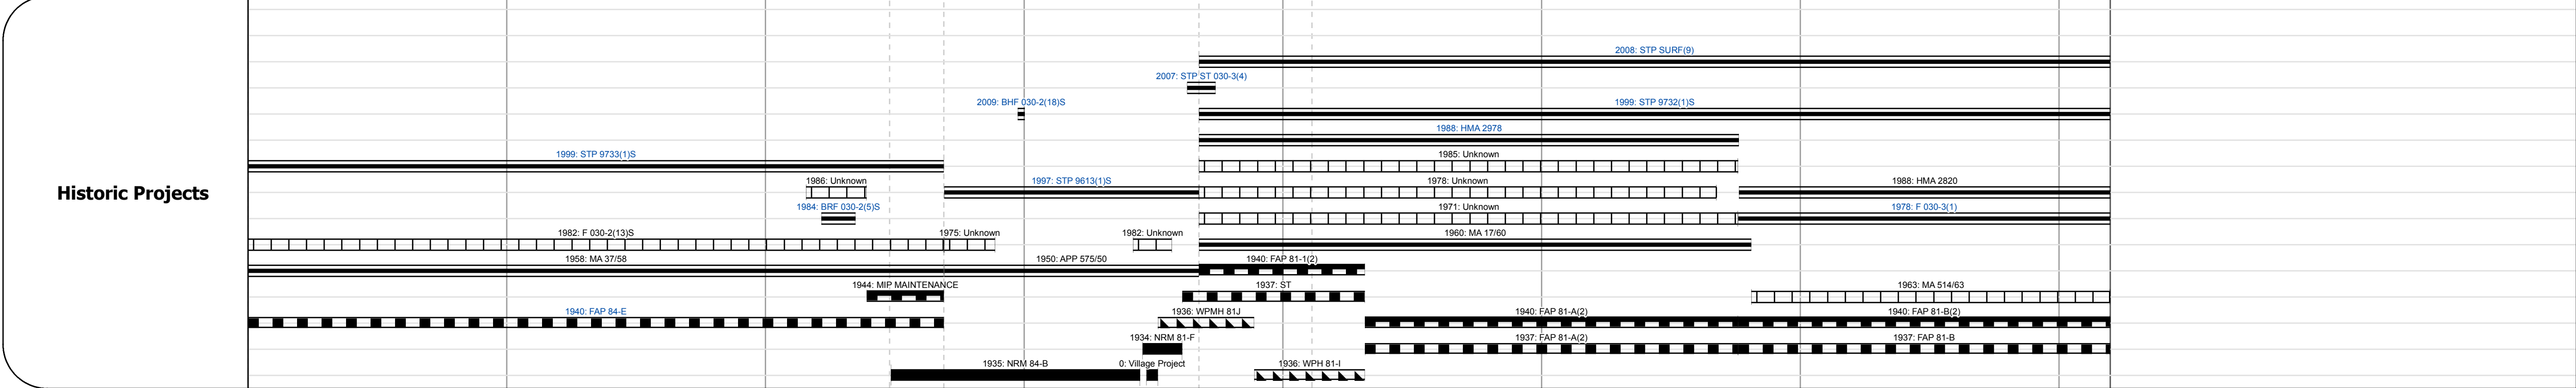 2008: STP SURF(9)
2007: STP ST 030-3(4)
2009: BHF 030-2(18)S
1999: STP 9732(1)S
1988: HMA 2978
1999: STP 9733(1)S
1985: Unknown
Historic Projects
1986: Unknown
1997: STP 9613(1)S
1978: Unknown
1988: HMA 2820
1984: BRF 030-2(5)S
1971: Unknown
1978: F 030-3(1)
1982: F 030-2(13)S
1975: Unknown
1982: Unknown
1960: MA 17/60
1958: MA 37/58
1950: APP 575/50
1940: FAP 81-1(2)
1944: MIP MAINTENANCE
1937: ST
1963: MA 514/63
1940: FAP 84-E
1936: WPMH 81J
1940: FAP 81-A(2)
1940: FAP 81-B(2)
1934: NRM 81-F
1937: FAP 81-A(2)
1937: FAP 81-B
1935: NRM 84-B
0: Village Project
1936: WPH 81-I